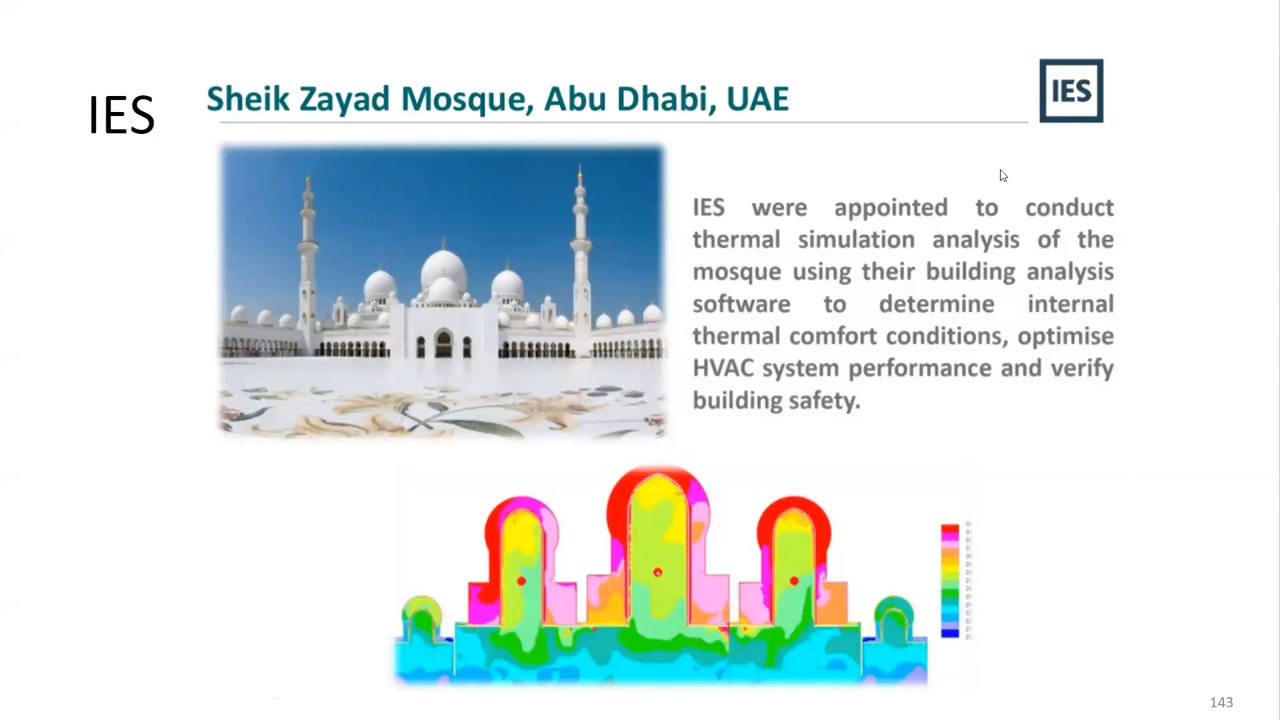 IES
Sheik Zayad Mosque, Abu Dhabi, UAE
IES
IES were appointed to conduct
thermal simulation analysis of the
mosque using their building analysis
software to determine internal
thermal comfort conditions, optimise
HVAC system performance and verify
building safety.
143